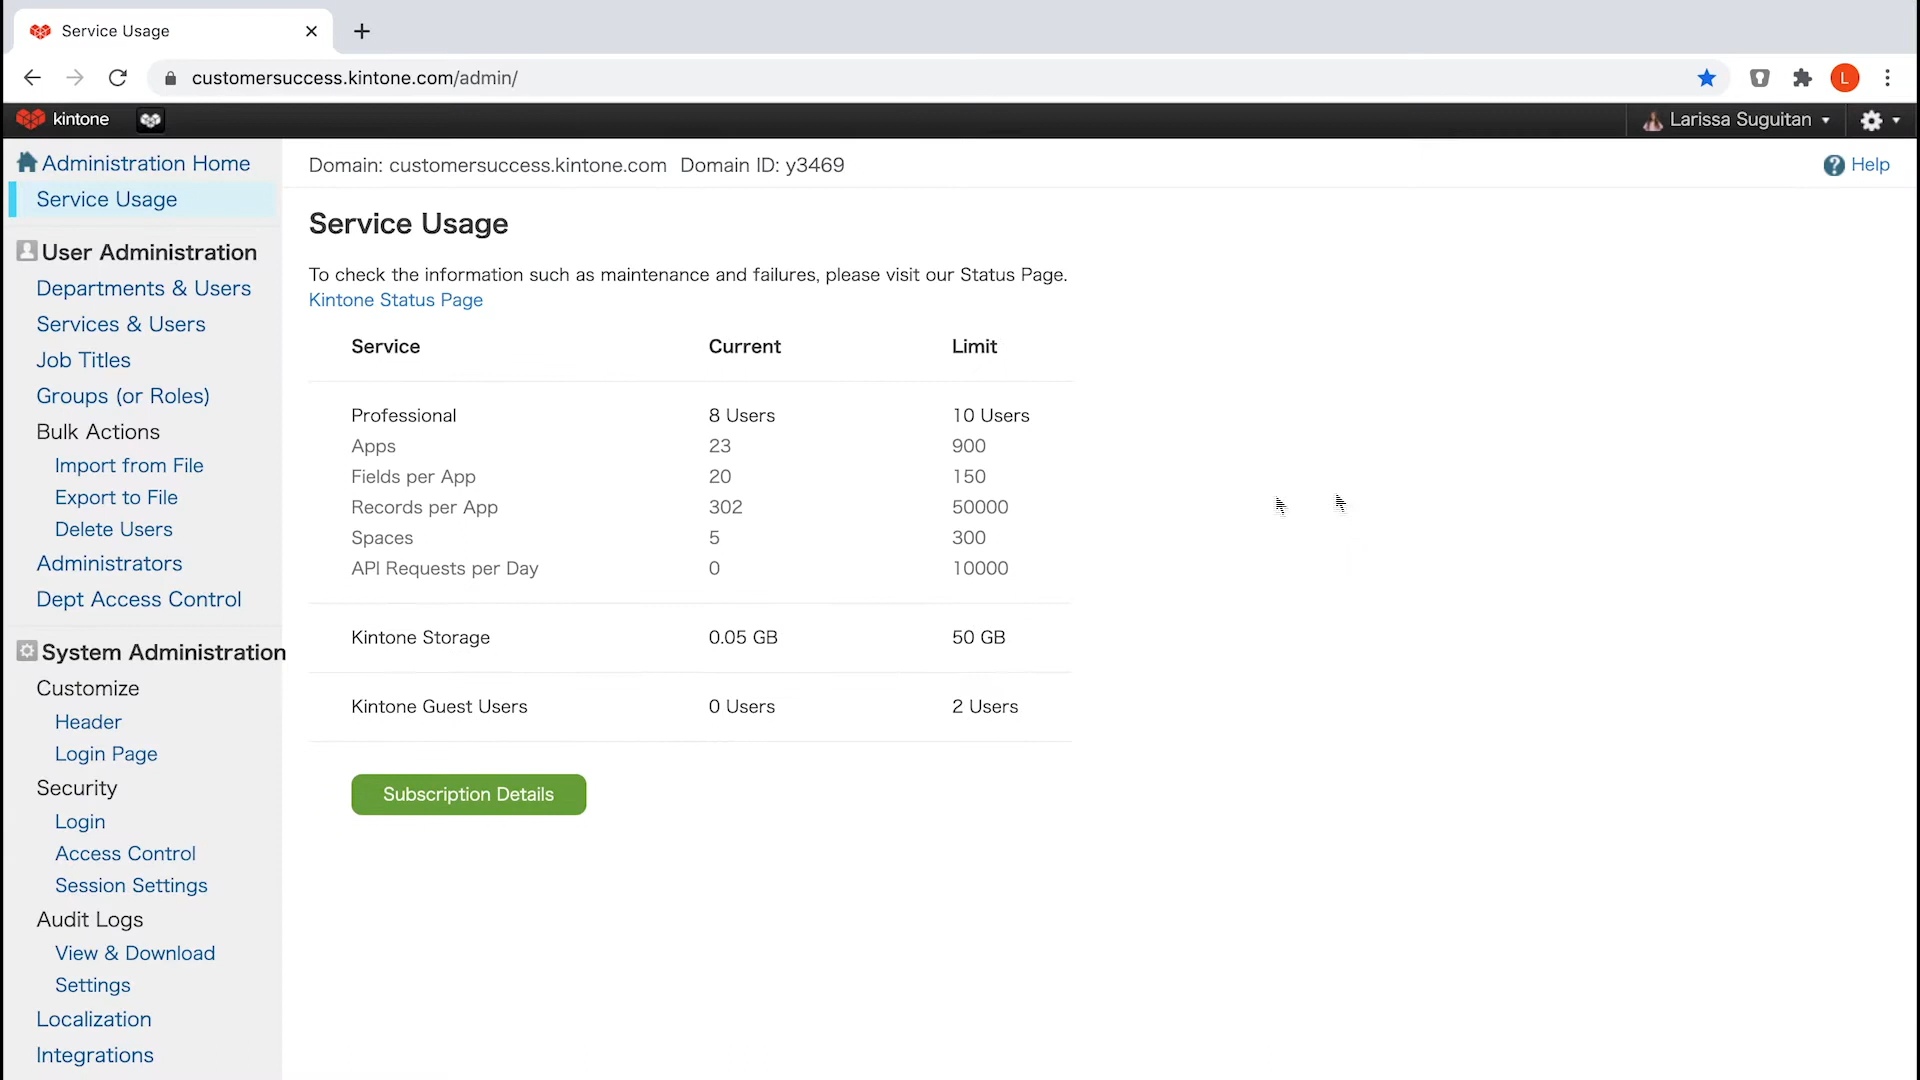 Service Usage
customersuccess.kintone.com/admin/
L
kintone
Larissa Suguitan
Administration Home
Service Usage
User Administration
Departments & Users
Services & Users
Job Titles
Groups (or Roles)
Bulk Actions
Import from File
Export to File
Delete Users
Administrators
Dept Access Control
System Administration
Customize
Header
Login Page
Security
Login
Access Control
Session Settings
Audit Logs
View & Download
Settings
Localization
Integrations
Domain: customersuccess.kintone.com Domain ID: y3469
Help
Service Usage
To check the information such as maintenance and failures, please visit our Status Page.
Kintone Status Page
Service Current Limit
Professional 8 Users 10 Users
Apps 23 900
Fields per App 20 150
Records per App 302 50000
Spaces 5 300
API Requests per Day 0 10000
Kintone Storage 0.05 GB 50 GB
Kintone Guest Users 0 Users 2 Users
Subscription Details